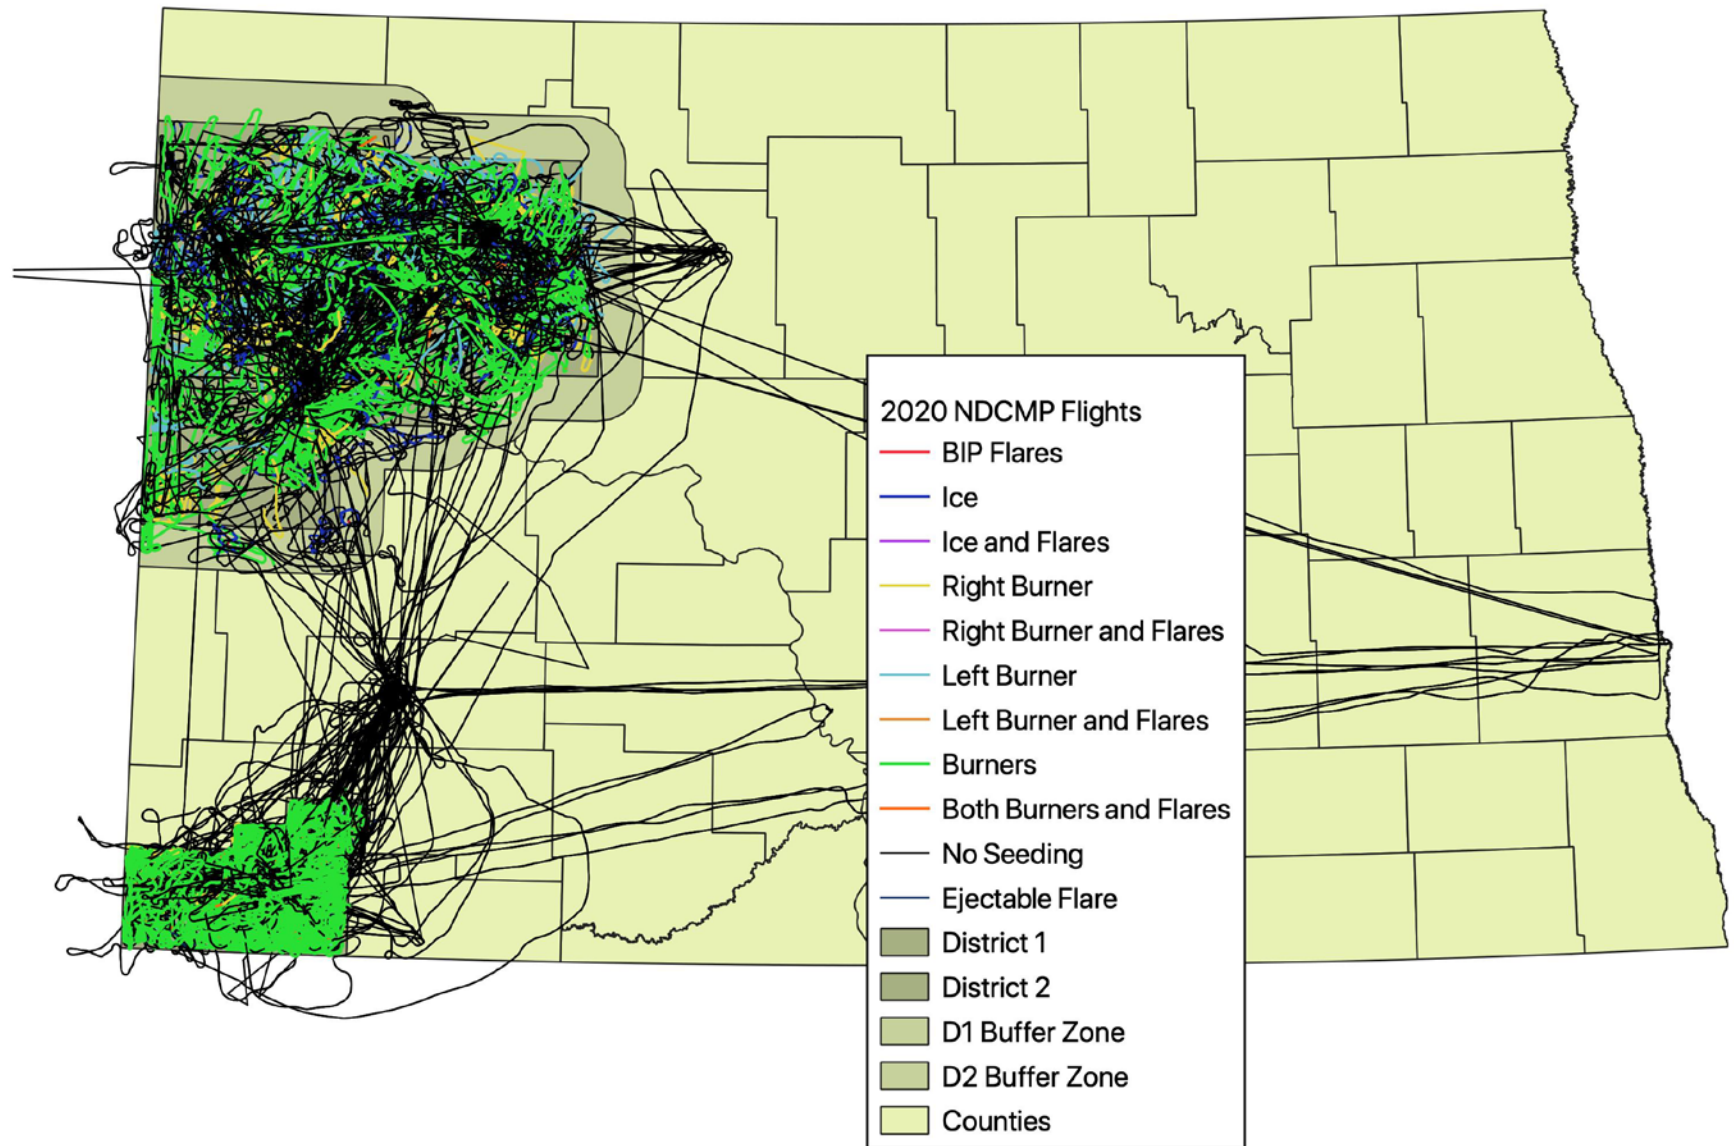 2020 NDCMP Flights
BIP Flares
Ice
Ice and Flares
Right Burner
Right Burner and Flares
Left Burner
Left Burner and Flares
Burners
Both Burners and Flares
No Seeding
Ejectable Flare
District 1
District 2
D1 Buffer Zone
D2 Buffer Zone
Counties